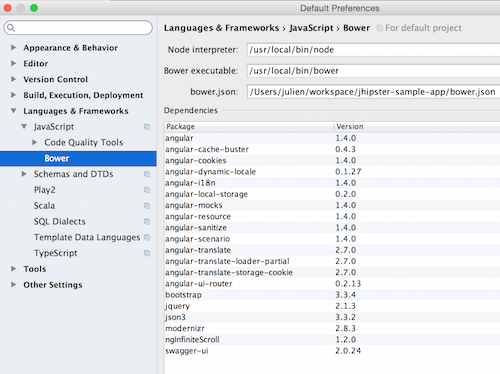 Default Preferences
Appearance & Behavior
Editor
Version Control
Build, Execution, Deployment
Languages & Frameworks
JavaScript
Code Quality Tools
Bower
Schemas and DTDs
Play2
Scala
SQL Dialects
Template Data Languages
TypeScript
Tools
Other Settings
Languages & Frameworks › JavaScript › Bower For default project
Node interpreter: /usr/local/bin/node
Bower executable: /usr/local/bin/bower
bower.json: /Users/julien/workspace/jhipster-sample-app/bower.json
Dependencies
Package Version
angular 1.4.0
angular-cache-buster 0.4.3
angular-cookies 1.4.0
angular-dynamic-locale 0.1.27
angular-i18n 1.4.0
angular-local-storage 0.2.0
angular-mocks 1.4.0
angular-resource 1.4.0
angular-sanitize 1.4.0
angular-scenario 1.4.0
angular-translate 2.7.0
angular-translate-loader-partial 2.7.0
angular-translate-storage-cookie 2.7.0
angular-ui-router 0.2.13
bootstrap 3.3.4
jquery 2.1.3
json3 3.3.2
modernizr 2.8.3
ngInfiniteScroll 1.2.0
swagger-ui 2.0.24